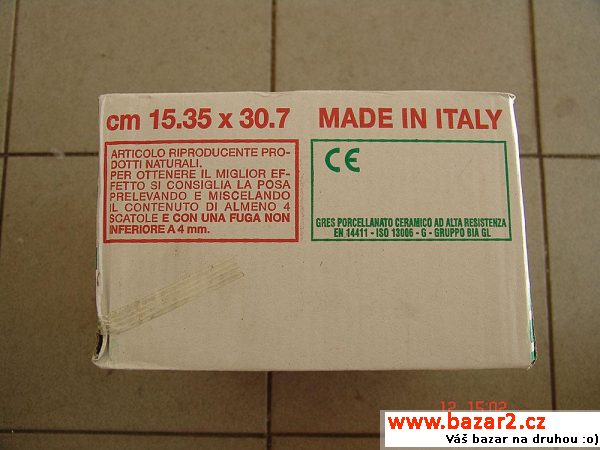 cm 15.35 x 30.7 MADE IN ITALY
ARTICOLO RIPRODUCENTE PRO-
DOTTI NATURALI.
PER OTTENERE IL MIGLIOR EF-
FETTO SI CONSIGLIA LA POSA
PRELEVANDO E MISCELANDO
IL CONTENUTO DI ALMENO 4
SCATOLE E CON UNA FUGA NON
INFERIORE A 4 mm.
CE
GRES PORCELLANATO CERAMICO AD ALTA RESISTENZA
EN 14411 - ISO 13006 - G - GRUPPO BIA GL
12 15:02
www.bazar2.cz
Váš bazar na druhou :o)